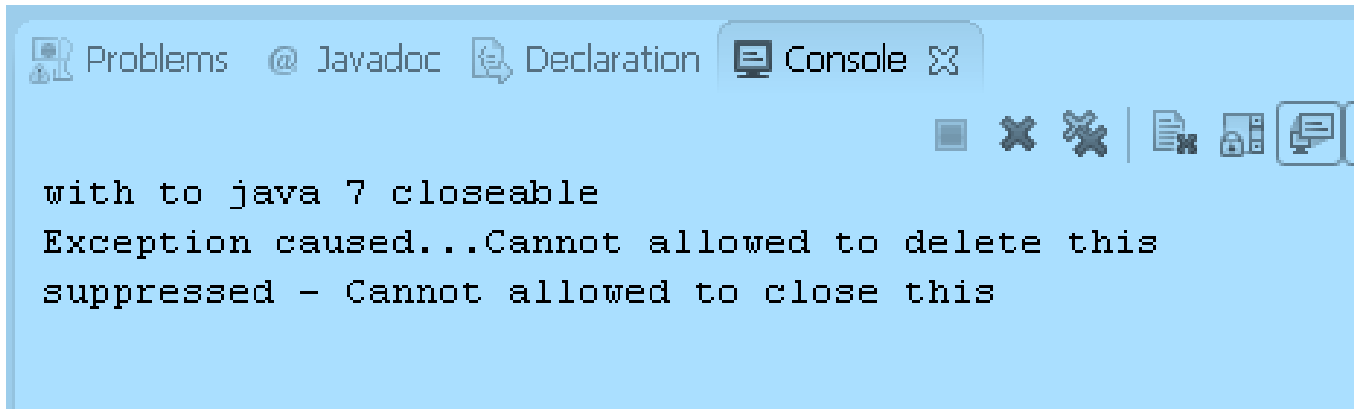 Problems @ Javadoc Declaration Console
with to java 7 closeable
Exception caused...Cannot allowed to delete this
suppressed - Cannot allowed to close this